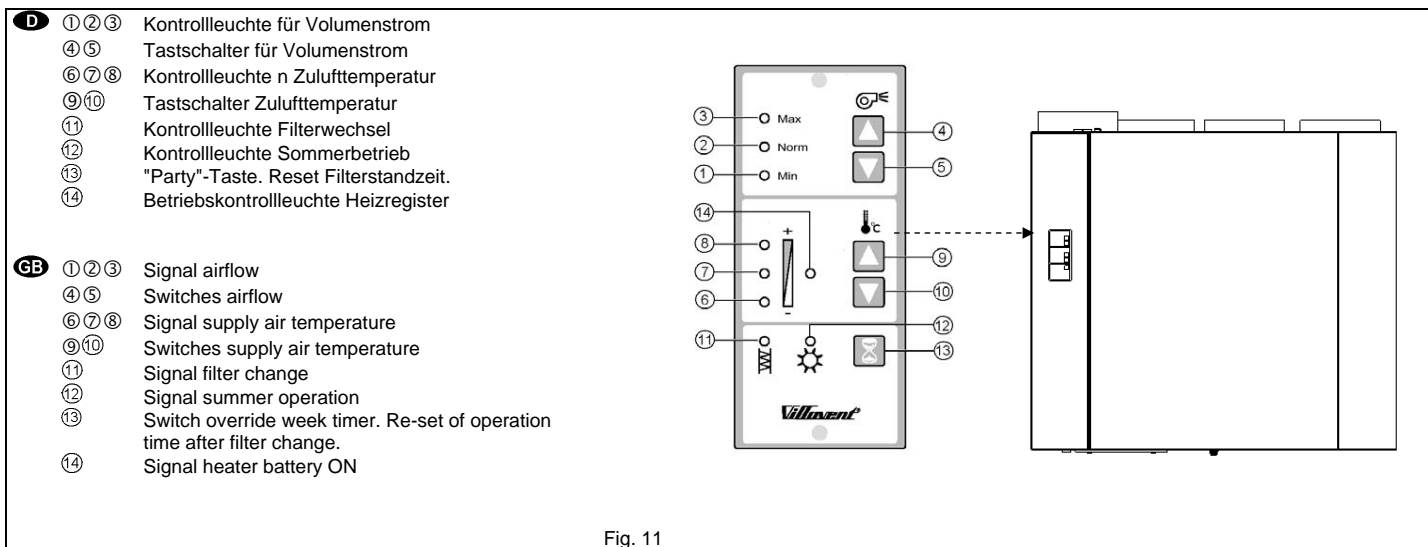 D ①②③ Kontrollleuchte für Volumenstrom
④⑤ Tastschalter für Volumenstrom
⑥⑦⑧ Kontrollleuchte n Zulufttemperatur
⑨⑩ Tastschalter Zulufttemperatur
⑪ Kontrollleuchte Filterwechsel
⑫ Kontrollleuchte Sommerbetrieb
⑬ "Party"-Taste. Reset Filterstandzeit.
⑭ Betriebskontrollleuchte Heizregister
GB ①②③ Signal airflow
④⑤ Switches airflow
⑥⑦⑧ Signal supply air temperature
⑨⑩ Switches supply air temperature
⑪ Signal filter change
⑫ Signal summer operation
⑬ Switch override week timer. Re-set of operation
time after filter change.
⑭ Signal heater battery ON
③ Max ④
② Norm
① Min ⑤
⑭
+ °C
⑧
⑦ ⑨
⑥ ⑩
-
⑪ ⑫
⑬
Villavent
Fig. 11